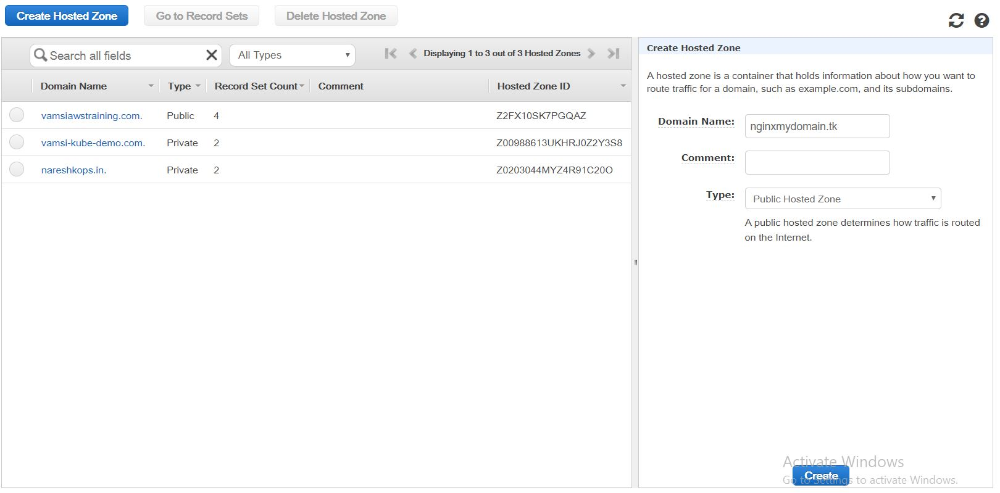 Create Hosted Zone
Go to Record Sets
Delete Hosted Zone
Search all fields
All Types
Displaying 1 to 3 out of 3 Hosted Zones
Domain Name Type Record Set Count Comment Hosted Zone ID
vamsiawstraining.com. Public 4 Z2FX10SK7PGQAZ
vamsi-kube-demo.com. Private 2 Z00988613UKHRJ0Z2Y3S8
nareshkops.in. Private 2 Z0203044MYZ4R91C20O
Create Hosted Zone
A hosted zone is a container that holds information about how you want to
route traffic for a domain, such as example.com, and its subdomains.
Domain Name: nginxmydomain.tk
Comment:
Type: Public Hosted Zone
A public hosted zone determines how traffic is routed
on the Internet.
Activate Windows
Go to Settings to activate Windows.
Create